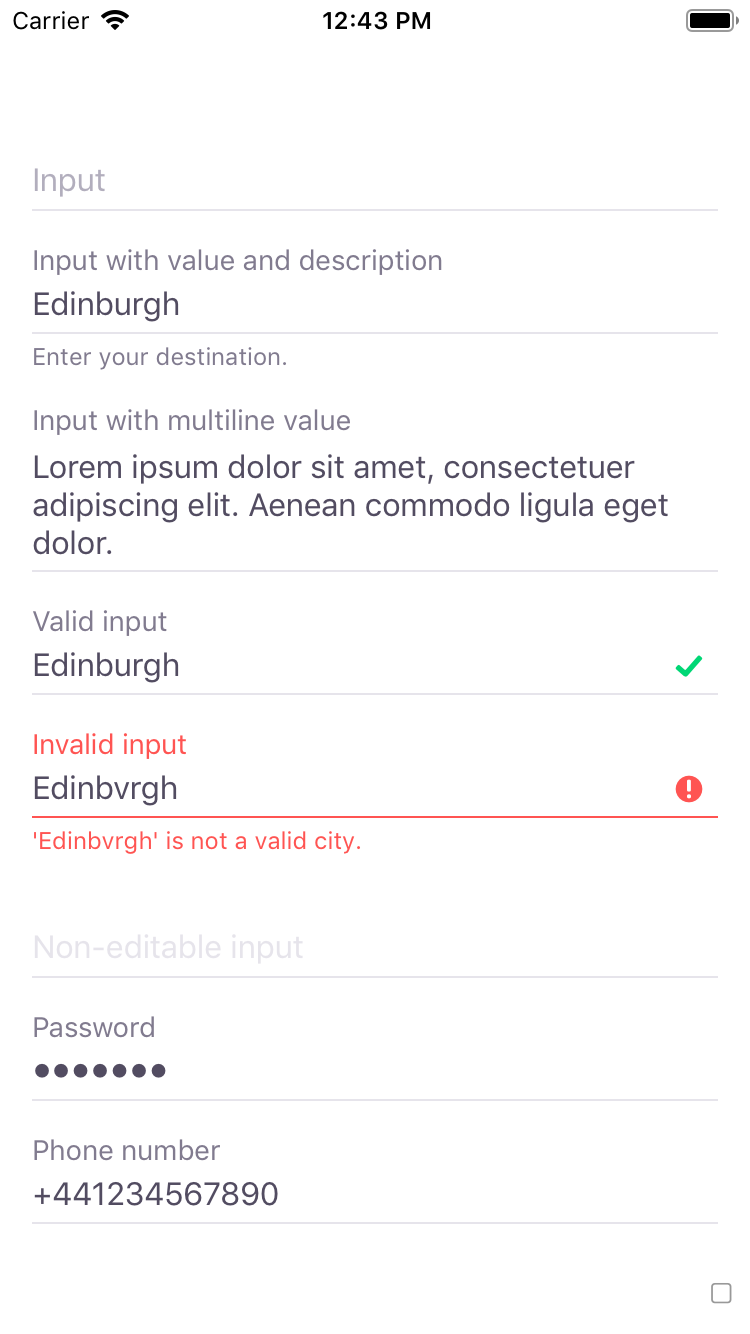 Carrier 12:43 PM
Input
Input with value and description
Edinburgh
Enter your destination.
Input with multiline value
Lorem ipsum dolor sit amet, consectetuer
adipiscing elit. Aenean commodo ligula eget
dolor.
Valid input
Edinburgh
Invalid input
Edinbvrgh
'Edinbvrgh' is not a valid city.
Non-editable input
Password
•••••••
Phone number
+441234567890